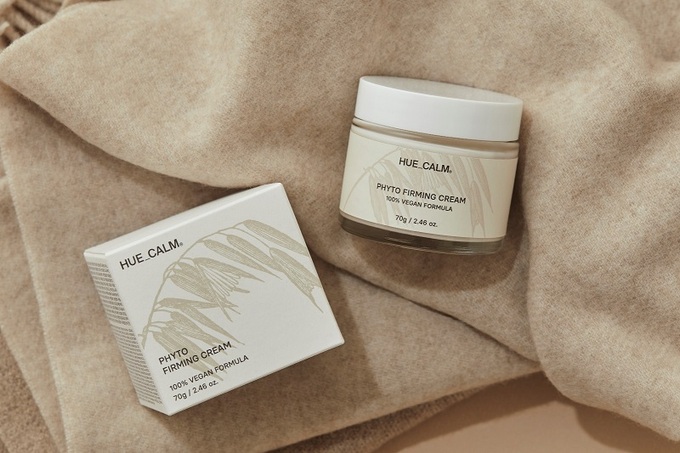 HUE_CALM®
PHYTO FIRMING CREAM
100% VEGAN FORMULA
70g / 2.46 oz.
HUE_CALM®
PHYTO
FIRMING CREAM
100% VEGAN FORMULA
70g / 2.46 oz.